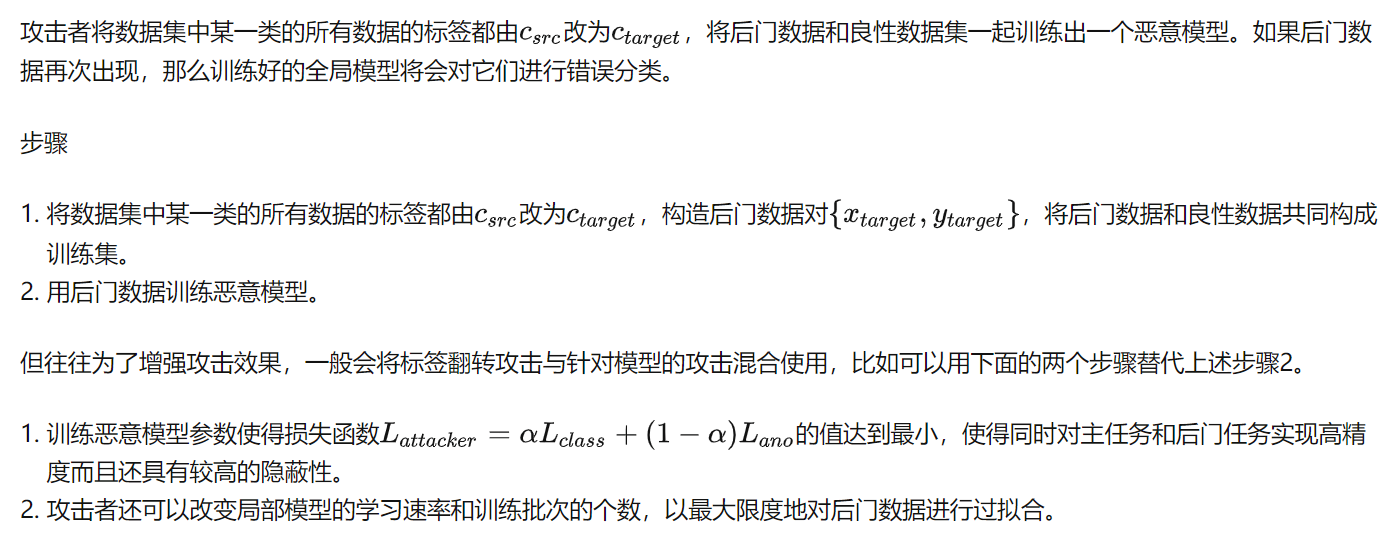 攻击者将数据集中某一类的所有数据的标签都由$c_{src}$改为$c_{target}$，将后门数据和良性数据集一起训练出一个恶意模型。如果后门数
据再次出现，那么训练好的全局模型将会对它们进行错误分类。
步骤
1. 将数据集中某一类的所有数据的标签都由$c_{src}$改为$c_{target}$，构造后门数据对$\{x_{target}, y_{target}\}$，将后门数据和良性数据共同构成
训练集。
2. 用后门数据训练恶意模型。
但往往为了增强攻击效果，一般会将标签翻转攻击与针对模型的攻击混合使用，比如可以用下面的两个步骤替代上述步骤2。
1. 训练恶意模型参数使得损失函数$L_{attacker} = \alpha L_{class} + (1 - \alpha)L_{ano}$的值达到最小，使得同时对主任务和后门任务实现高精
度而且还具有较高的隐蔽性。
2. 攻击者还可以改变局部模型的学习速率和训练批次的个数，以最大限度地对后门数据进行过拟合。